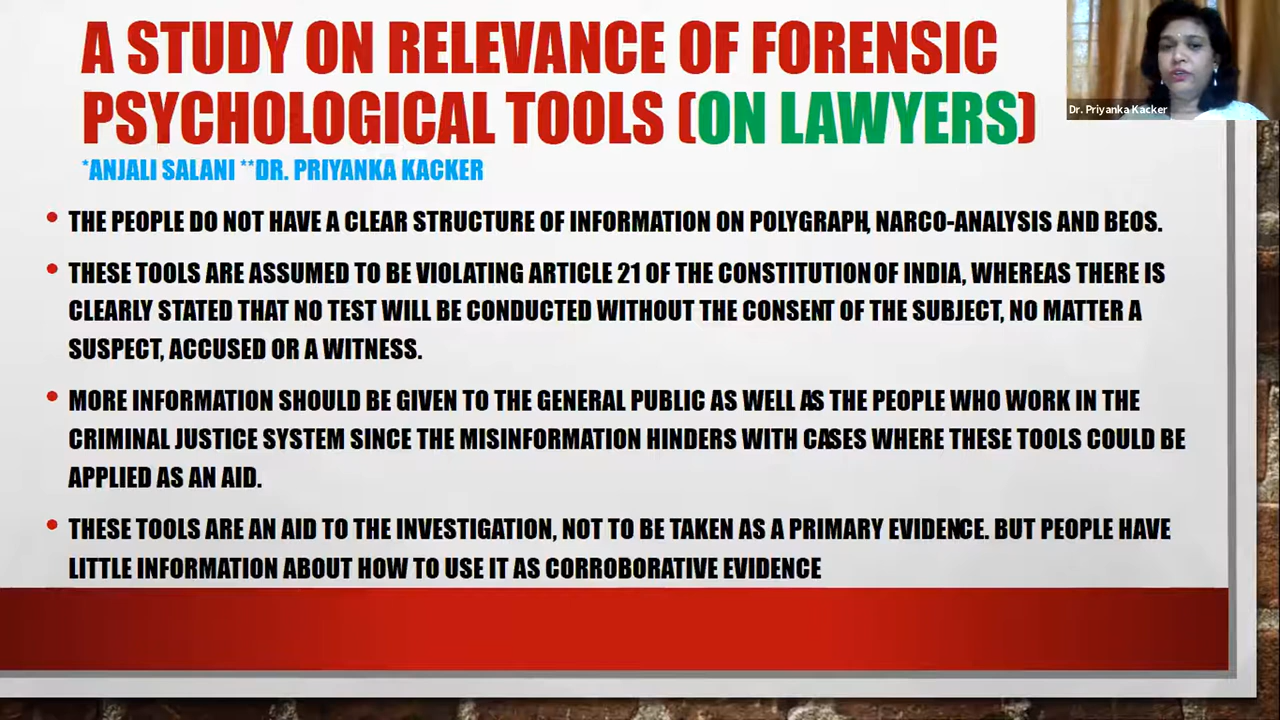 A STUDY ON RELEVANCE OF FORENSIC
PSYCHOLOGICAL TOOLS (ON LAWYERS)
*ANJALI SALANI **DR. PRIYANKA KACKER
Dr. Priyanka Kacker
• THE PEOPLE DO NOT HAVE A CLEAR STRUCTURE OF INFORMATION ON POLYGRAPH, NARCO-ANALYSIS AND BEOS.
• THESE TOOLS ARE ASSUMED TO BE VIOLATING ARTICLE 21 OF THE CONSTITUTION OF INDIA, WHEREAS THERE IS
CLEARLY STATED THAT NO TEST WILL BE CONDUCTED WITHOUT THE CONSENT OF THE SUBJECT, NO MATTER A
SUSPECT, ACCUSED OR A WITNESS.
• MORE INFORMATION SHOULD BE GIVEN TO THE GENERAL PUBLIC AS WELL AS THE PEOPLE WHO WORK IN THE
CRIMINAL JUSTICE SYSTEM SINCE THE MISINFORMATION HINDERS WITH CASES WHERE THESE TOOLS COULD BE
APPLIED AS AN AID.
• THESE TOOLS ARE AN AID TO THE INVESTIGATION, NOT TO BE TAKEN AS A PRIMARY EVIDENCE. BUT PEOPLE HAVE
LITTLE INFORMATION ABOUT HOW TO USE IT AS CORROBORATIVE EVIDENCE